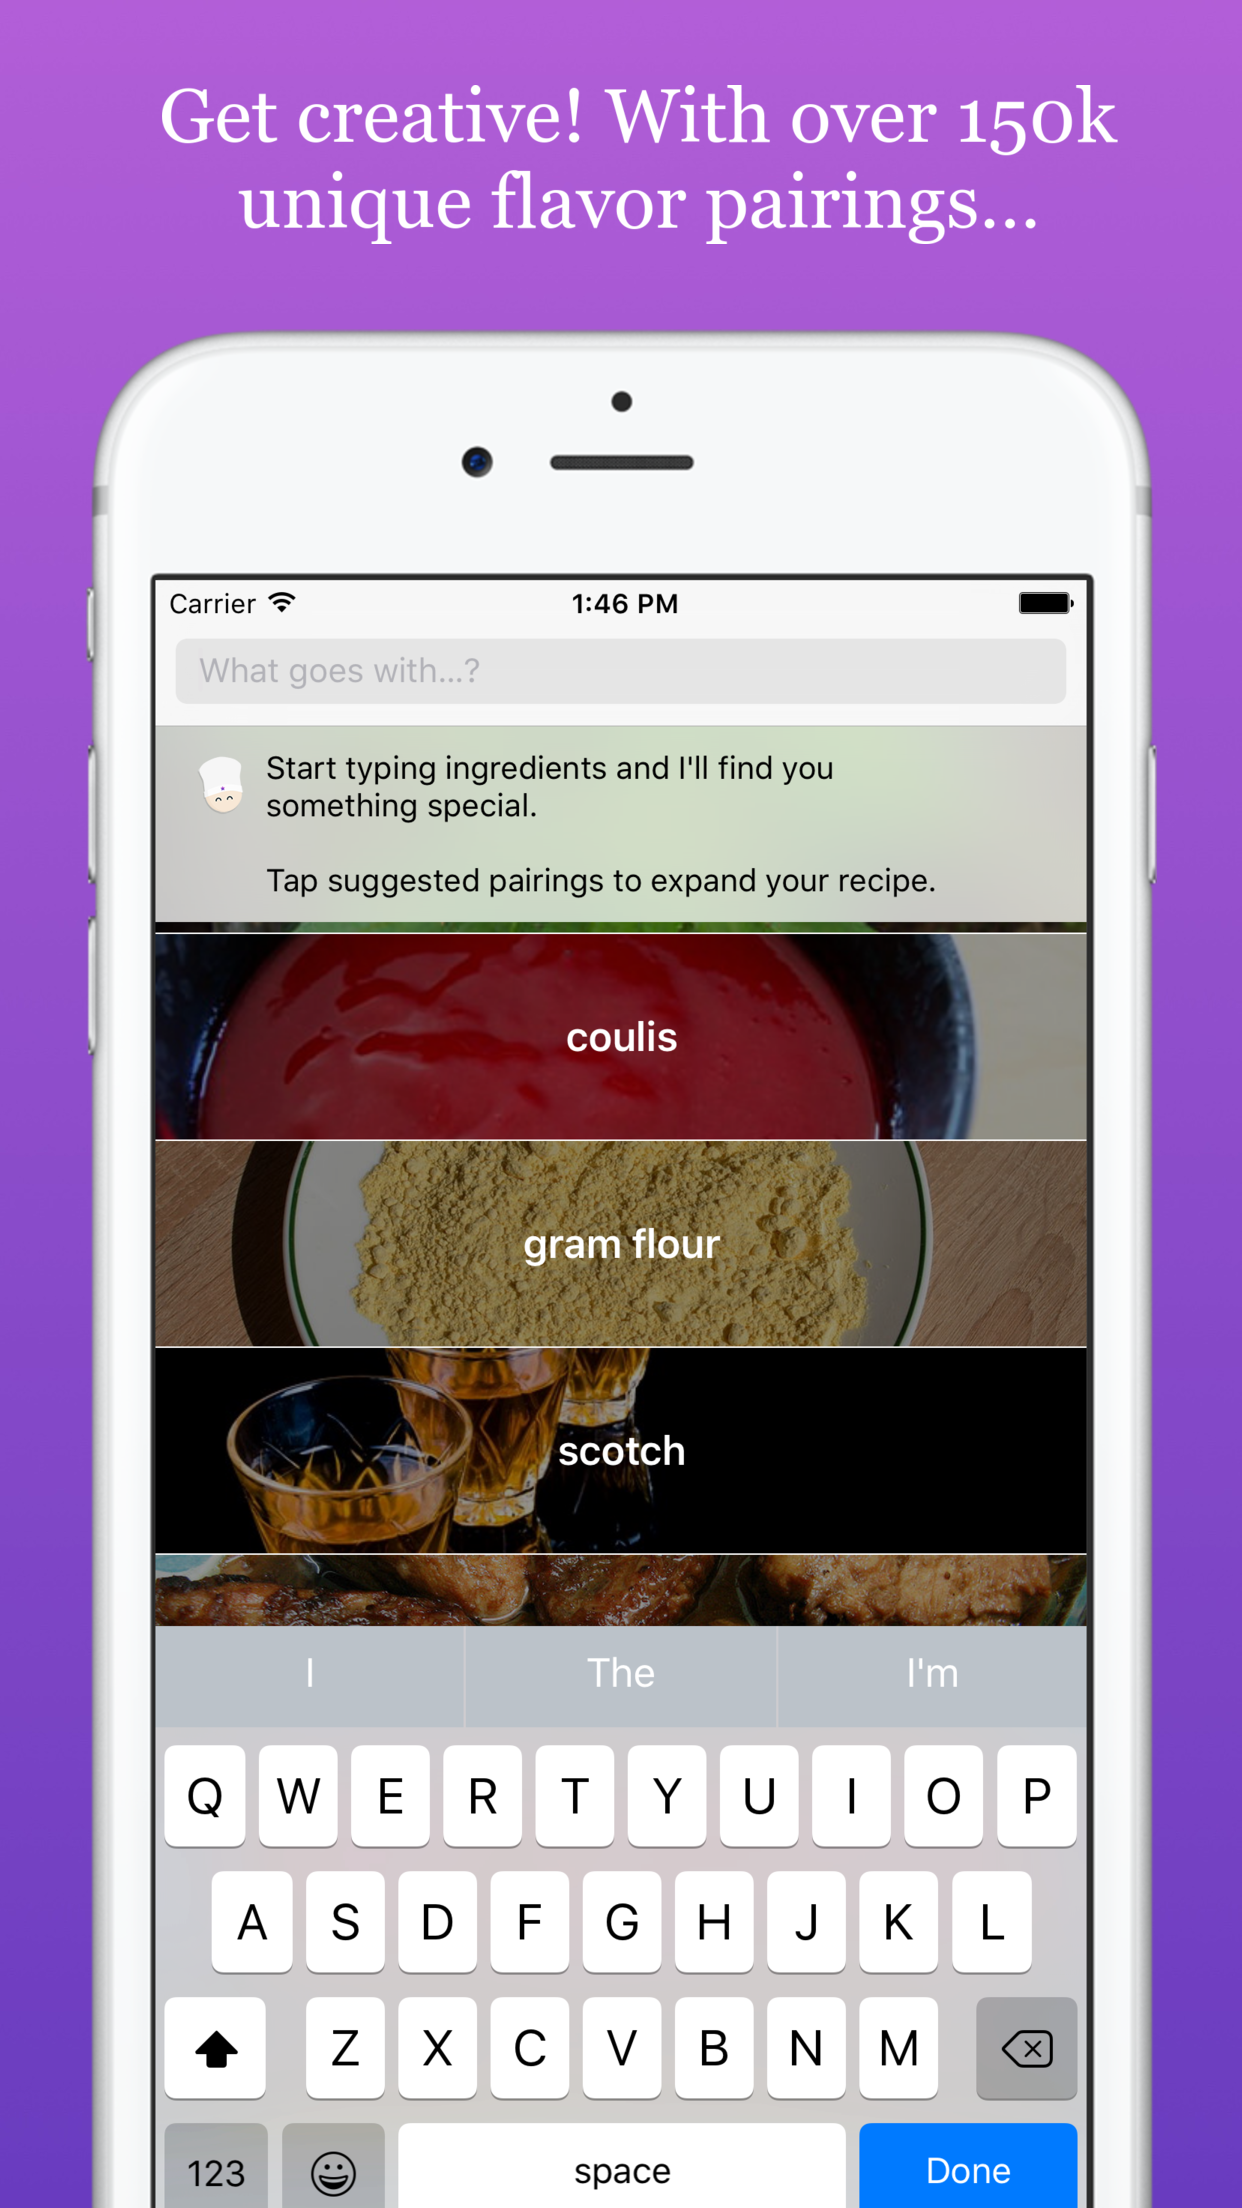 Get creative! With over 150k
unique flavor pairings...
Carrier 1:46 PM
What goes with...?
Start typing ingredients and I'll find you
something special.
Tap suggested pairings to expand your recipe.
coulis
gram flour
scotch
I The I'm
Q W E R T Y U I O P
A S D F G H J K L
Z X C V B N M
123 space Done